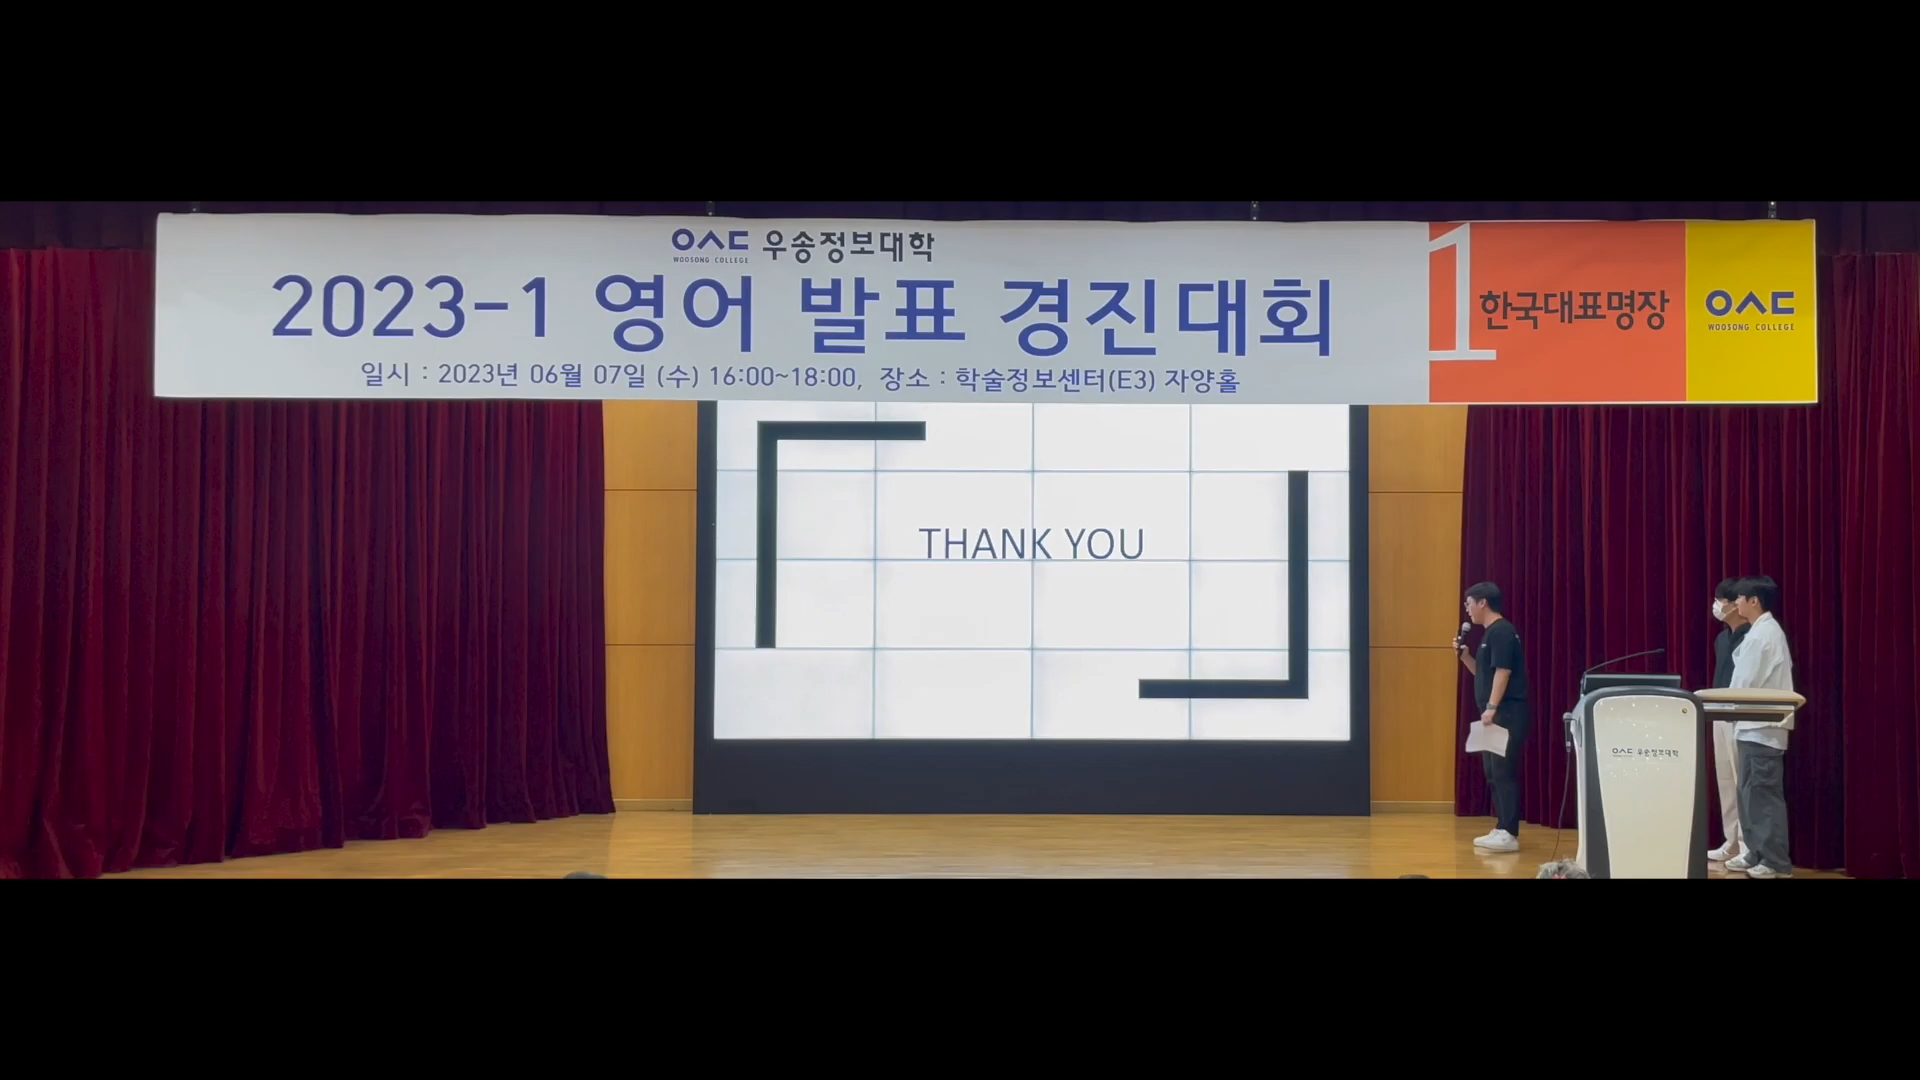 ㅇㅅㄷ 우송정보대학
WOOSONG COLLEGE
2023-1 영어 발표 경진대회
일시 : 2023년 06월 07일 (수) 16:00~18:00, 장소 : 학술정보센터(E3) 자양홀
1 한국대표명장
ㅇㅅㄷ
WOOSONG COLLEGE
THANK YOU
ㅇㅅㄷ 우송정보대학